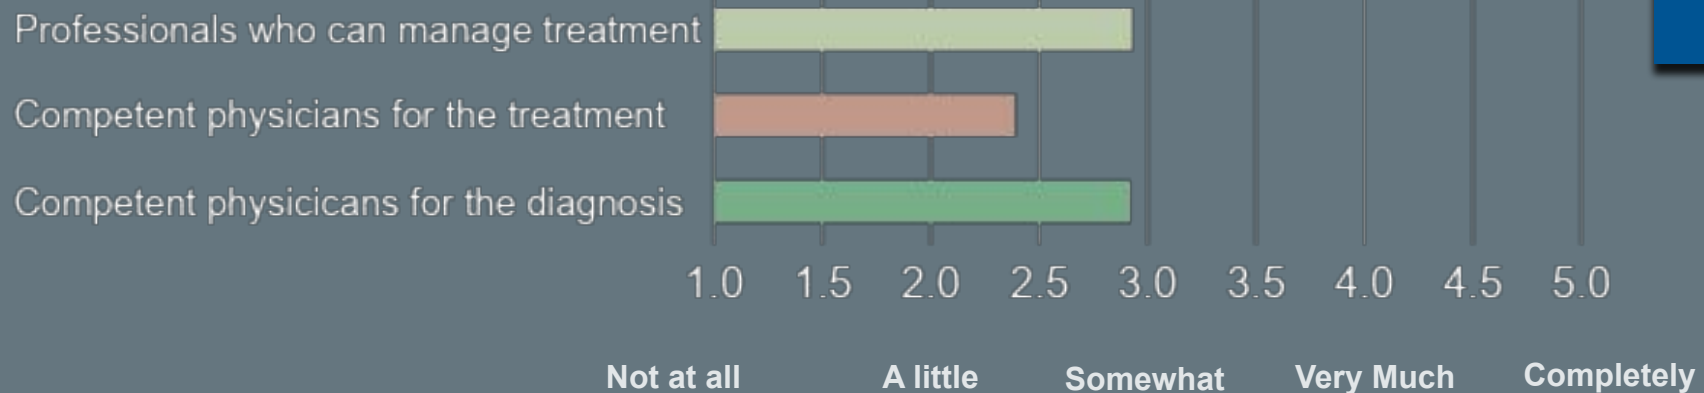 Professionals who can manage treatment
Competent physicians for the treatment
Competent physicicans for the diagnosis
1.0 1.5 2.0 2.5 3.0 3.5 4.0 4.5 5.0
Not at all A little Somewhat Very Much Completely